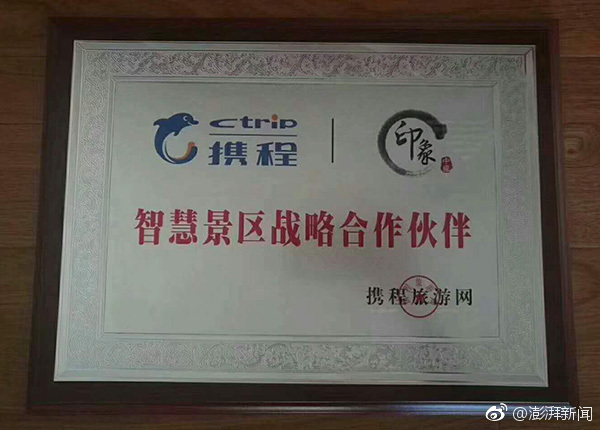 ctrip
携程
印象
智慧景区战略合作伙伴
携程旅游网
@澎湃新闻